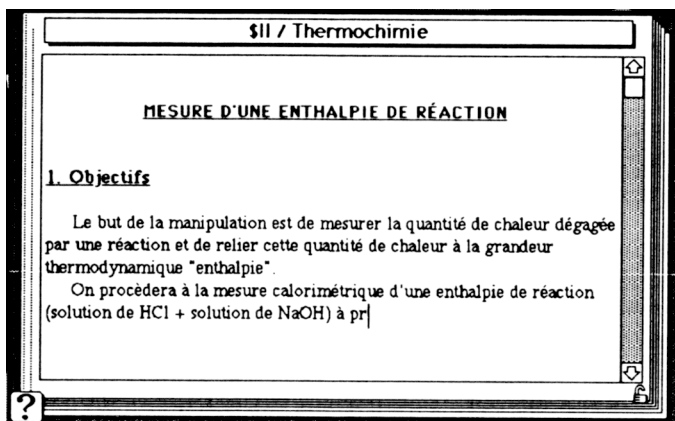 $II / Thermochimie
MESURE D'UNE ENTHALPIE DE RÉACTION
1. Objectifs
Le but de la manipulation est de mesurer la quantité de chaleur dégagée
par une réaction et de relier cette quantité de chaleur à la grandeur
thermodynamique "enthalpie".
On procèdera à la mesure calorimétrique d'une enthalpie de réaction
(solution de HCl + solution de NaOH) à pr
?